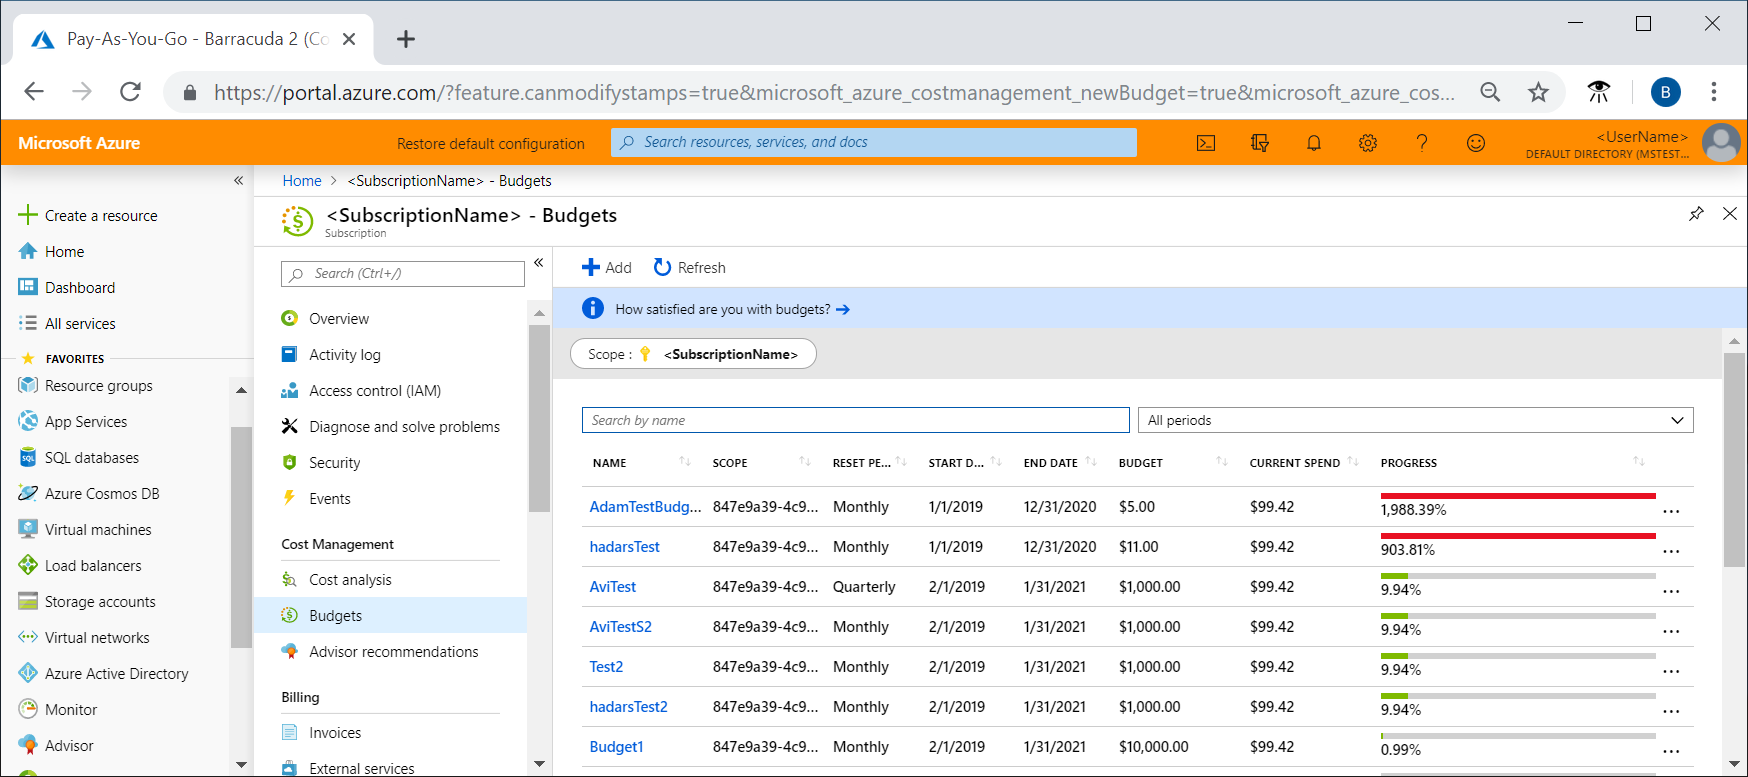 Pay-As-You-Go - Barracuda 2 (Co
https://portal.azure.com/?feature.canmodifystamps=true&microsoft_azure_costmanagement_newBudget=true&microsoft_azure_cos...
B
Microsoft Azure
Restore default configuration
Search resources, services, and docs
<UserName>
DEFAULT DIRECTORY (MSTEST...
Home > <SubscriptionName> - Budgets
<SubscriptionName> - Budgets
Subscription
Create a resource
Home
Dashboard
All services
FAVORITES
Resource groups
App Services
SQL databases
Azure Cosmos DB
Virtual machines
Load balancers
Storage accounts
Virtual networks
Azure Active Directory
Monitor
Advisor
Search (Ctrl+/)
Overview
Activity log
Access control (IAM)
Diagnose and solve problems
Security
Events
Cost Management
Cost analysis
Budgets
Advisor recommendations
Billing
Invoices
External services
Add Refresh
How satisfied are you with budgets?
Scope : <SubscriptionName>
Search by name
All periods
NAME SCOPE RESET PE... START D... END DATE BUDGET CURRENT SPEND PROGRESS
AdamTestBudg... 847e9a39-4c9... Monthly 1/1/2019 12/31/2020 $5.00 $99.42 1,988.39% ...
hadarsTest 847e9a39-4c9... Monthly 1/1/2019 12/31/2020 $11.00 $99.42 903.81% ...
AviTest 847e9a39-4c9... Quarterly 2/1/2019 1/31/2021 $1,000.00 $99.42 9.94% ...
AviTestS2 847e9a39-4c9... Monthly 2/1/2019 1/31/2021 $1,000.00 $99.42 9.94% ...
Test2 847e9a39-4c9... Monthly 2/1/2019 1/31/2021 $1,000.00 $99.42 9.94% ...
hadarsTest2 847e9a39-4c9... Monthly 2/1/2019 1/31/2021 $1,000.00 $99.42 9.94% ...
Budget1 847e9a39-4c9... Monthly 2/1/2019 1/31/2021 $10,000.00 $99.42 0.99% ...